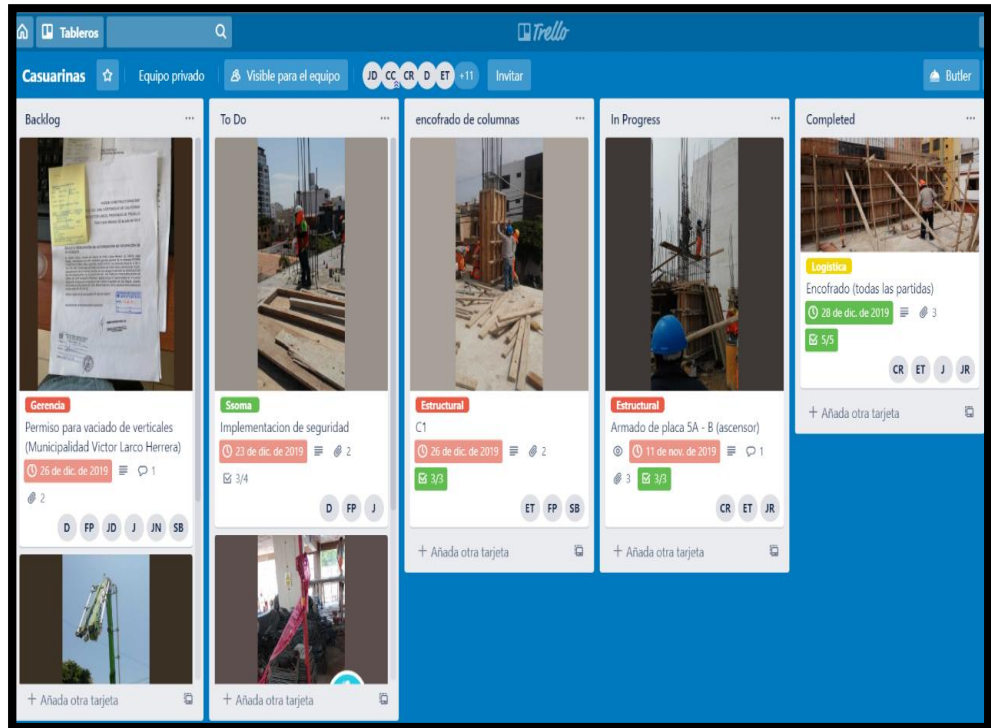 Tableros
Trello
Casuarinas
Equipo privado
Visible para el equipo
JD CC CR D ET +11
Invitar
Butler
Backlog
...
Gerencia
Permiso para vaciado de verticales
(Municipalidad Victor Larco Herrera)
26 de dic. de 2019
1
2
D FP JD J JN SB
+ Añada otra tarjeta
To Do
...
Ssoma
Implementacion de seguridad
23 de dic. de 2019
2
3/4
D FP J
+ Añada otra tarjeta
encofrado de columnas
...
Estructural
C1
26 de dic. de 2019
2
3/3
ET FP SB
+ Añada otra tarjeta
In Progress
...
Estructural
Armado de placa 5A - B (ascensor)
11 de nov. de 2019
1
3
3/3
CR ET JR
+ Añada otra tarjeta
Completed
...
Logística
Encofrado (todas las partidas)
28 de dic. de 2019
3
5/5
CR ET J JR
+ Añada otra tarjeta